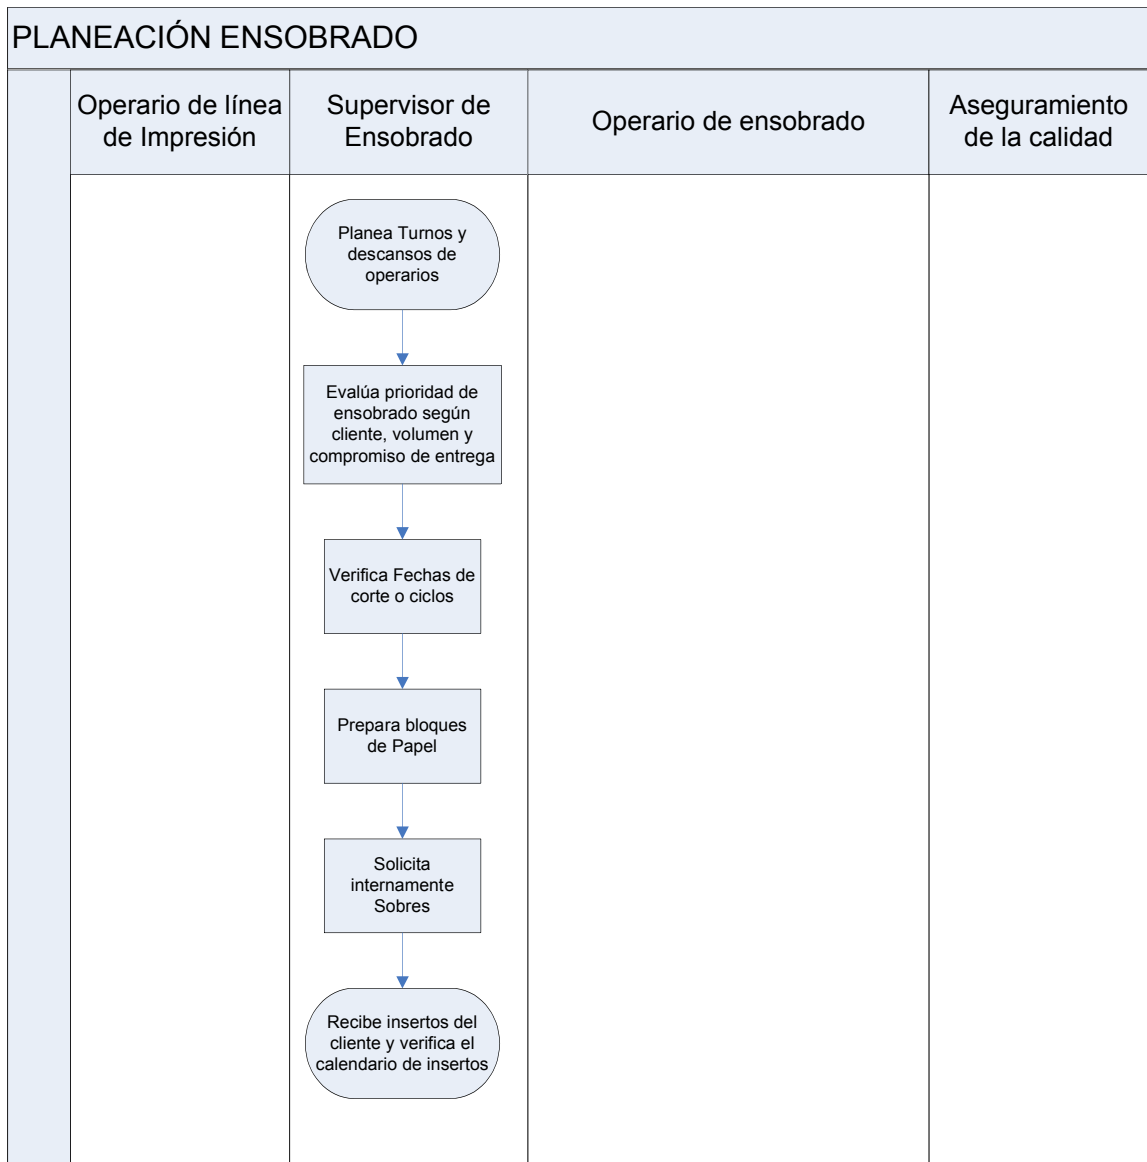 PLANEACIÓN ENSOBRADO
Operario de línea
de Impresión
Supervisor de
Ensobrado
Operario de ensobrado
Aseguramiento
de la calidad
Planea Turnos y
descansos de
operarios
Evalúa prioridad de
ensobrado según
cliente, volumen y
compromiso de entrega
Verifica Fechas de
corte o ciclos
Prepara bloques
de Papel
Solicita
internamente
Sobres
Recibe insertos del
cliente y verifica el
calendario de insertos